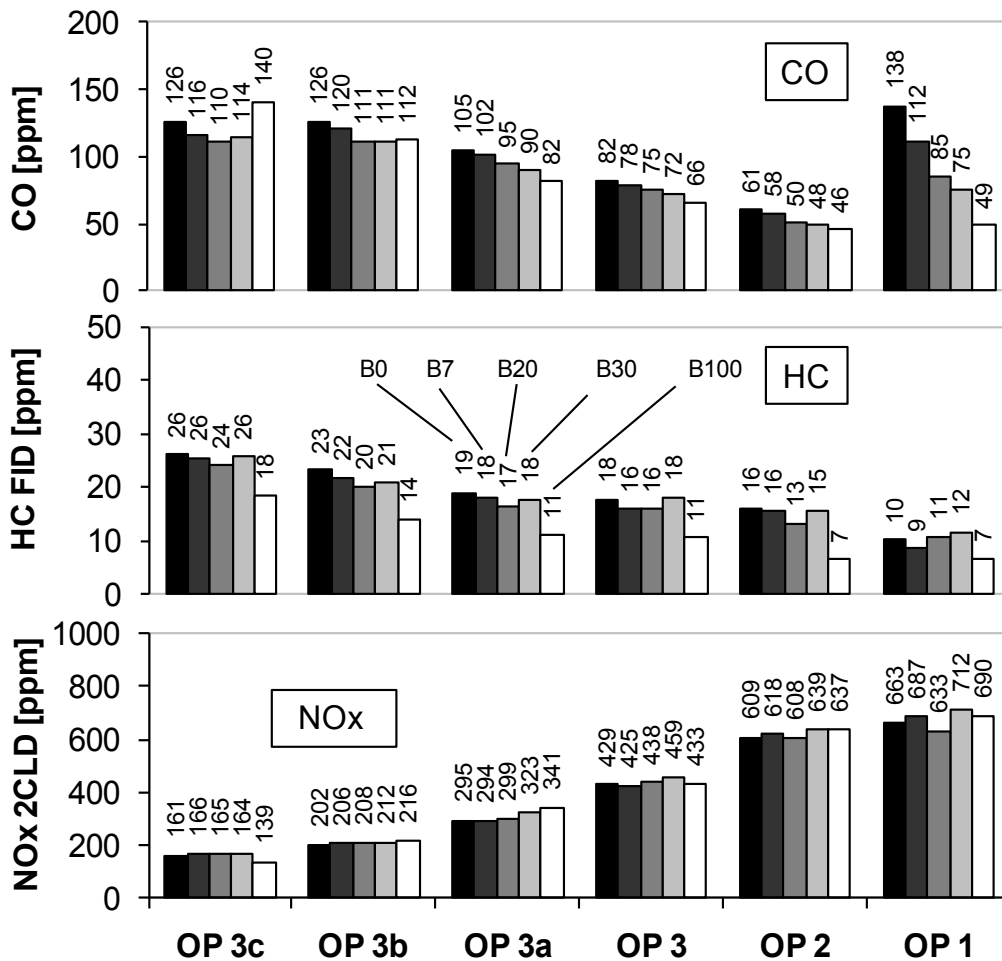 CO [ppm]
200
150
100
50
0
CO
126 116 110 114 140
126 120 111 111 112
105 102 95 90 82
82 78 75 72 66
61 58 50 48 46
138 112 85 75 49
HC FID [ppm]
50
40
30
20
10
0
HC
B0 B7 B20 B30 B100
26 26 24 26 18
23 22 20 21 14
19 18 17 18 11
18 16 16 18 11
16 16 13 15 7
10 9 11 12 7
NOx 2CLD [ppm]
1000
800
600
400
200
0
NOx
161 166 165 164 139
202 206 208 212 216
295 294 299 323 341
429 425 438 459 433
609 618 608 639 637
663 687 633 712 690
OP 3c OP 3b OP 3a OP 3 OP 2 OP 1